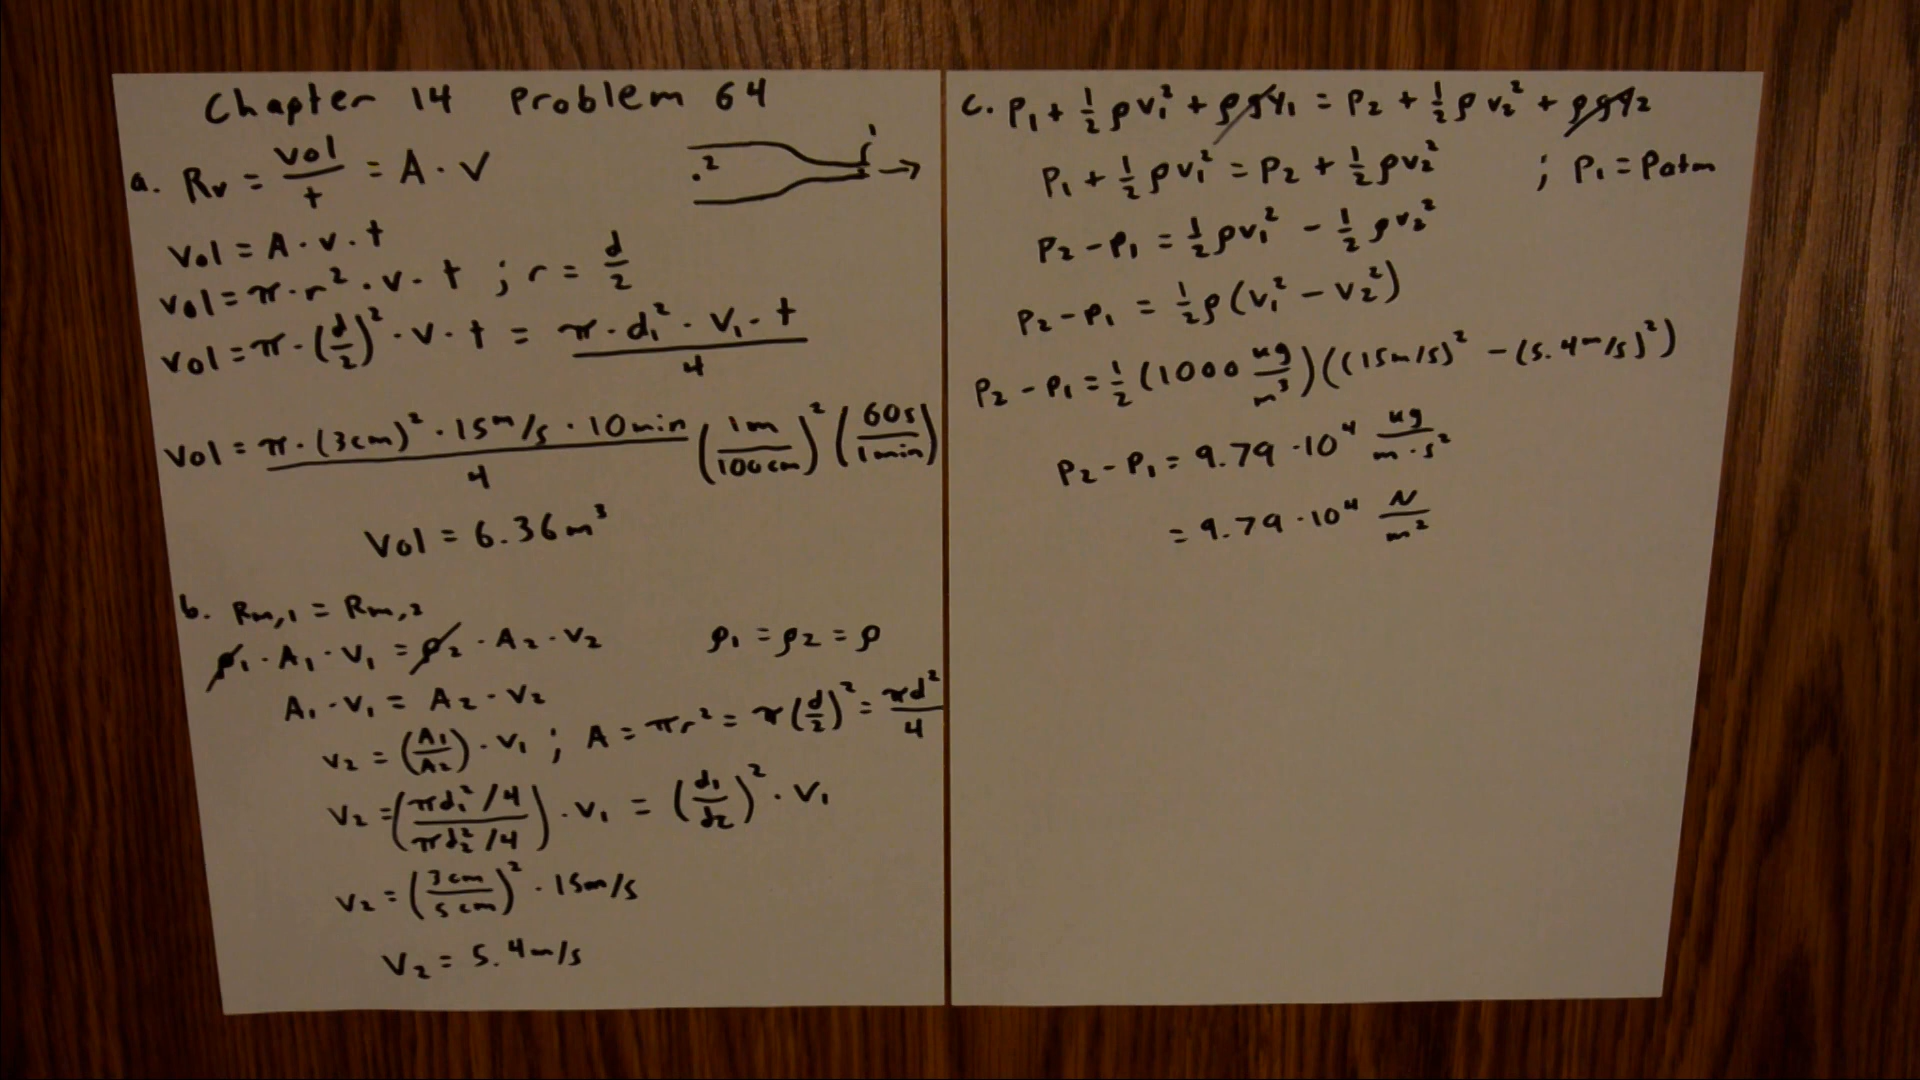 Chapter 14 Problem 64
a. Rv = vol/t = A · v
.2 1
vol = A · v · t
vol = π · r² · v · t ; r = d/2
vol = π · (d/2)² · v · t = π · d₁² · v₁ · t / 4
vol = π · (3cm)² · 15 m/s · 10min / 4 (1m/100cm)² (60s/1min)
Vol = 6.36m³
b. Rm,1 = Rm,2
ρ₁ · A₁ · v₁ = ρ₂ · A₂ · v₂ ρ₁ = ρ₂ = ρ
A₁ · v₁ = A₂ · v₂
v₂ = (A₁/A₂) · v₁ ; A = πr² = π(d/2)² = πd²/4
v₂ = (πd₁²/4 / πd₂²/4) · v₁ = (d₁/d₂)² · v₁
v₂ = (3cm/5cm)² · 15m/s
v₂ = 5.4m/s
c. P₁ + ½ρv₁² + ρgy₁ = P₂ + ½ρv₂² + ρgy₂
P₁ + ½ρv₁² = P₂ + ½ρv₂² ; P₁ = Patm
P₂ - P₁ = ½ρv₁² - ½ρv₂²
P₂ - P₁ = ½ρ(v₁² - v₂²)
P₂ - P₁ = ½(1000 kg/m³)((15m/s)² - (5.4m/s)²)
P₂ - P₁ = 9.79 · 10⁴ kg/m·s²
= 9.79 · 10⁴ N/m²